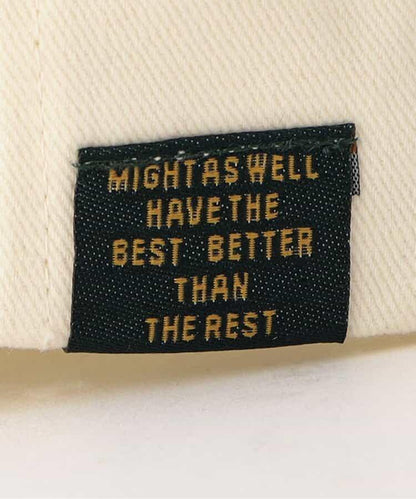 MIGHT AS WELL
HAVE THE
BEST BETTER
THAN
THE REST